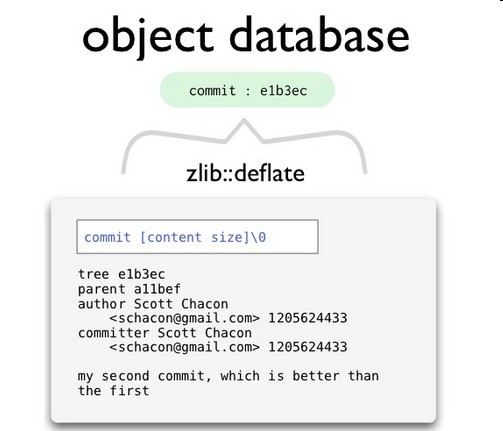 object database
commit : e1b3ec
zlib::deflate
commit [content size]\0
tree e1b3ec
parent a11bef
author Scott Chacon
<schacon@gmail.com> 1205624433
committer Scott Chacon
<schacon@gmail.com> 1205624433
my second commit, which is better than
the first